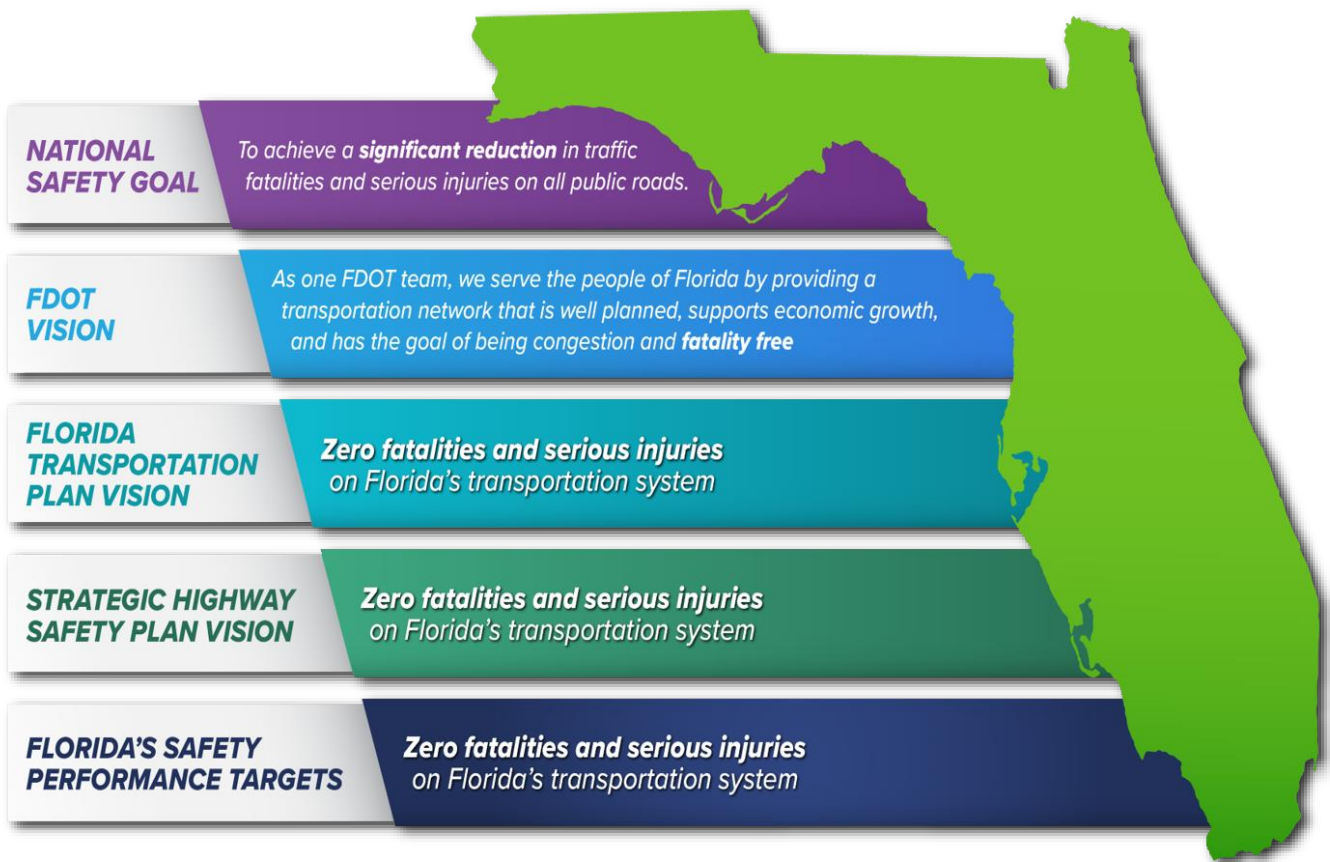 NATIONAL
SAFETY GOAL
To achieve a significant reduction in traffic
fatalities and serious injuries on all public roads.
FDOT
VISION
As one FDOT team, we serve the people of Florida by providing a
transportation network that is well planned, supports economic growth,
and has the goal of being congestion and fatality free
FLORIDA
TRANSPORTATION
PLAN VISION
Zero fatalities and serious injuries
on Florida's transportation system
STRATEGIC HIGHWAY
SAFETY PLAN VISION
Zero fatalities and serious injuries
on Florida's transportation system
FLORIDA'S SAFETY
PERFORMANCE TARGETS
Zero fatalities and serious injuries
on Florida's transportation system